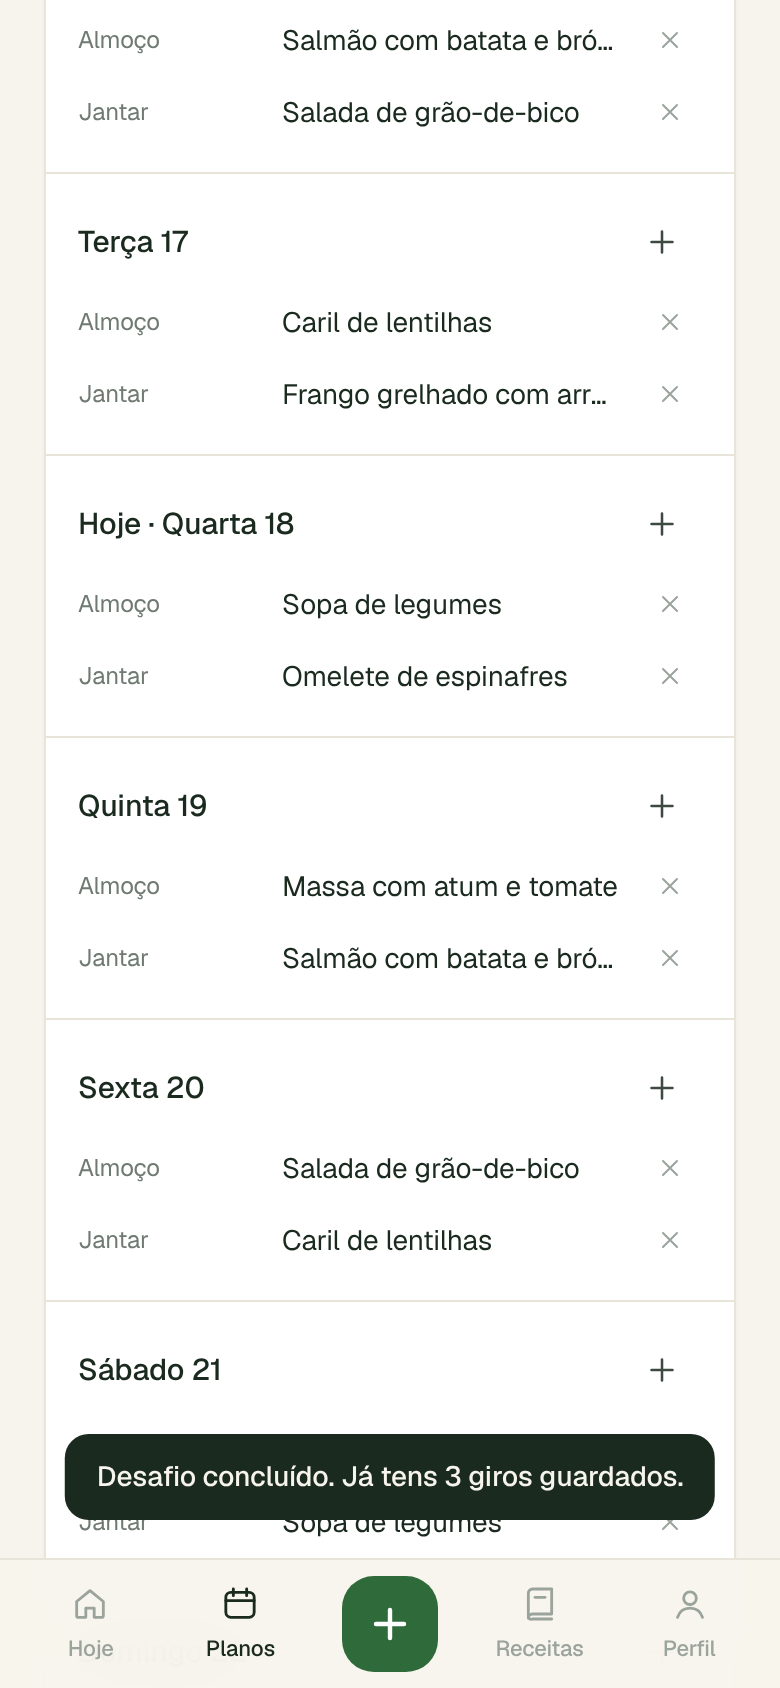 Almoço Salmão com batata e bró...
Jantar Salada de grão-de-bico
Terça 17
Almoço Caril de lentilhas
Jantar Frango grelhado com arr...
Hoje · Quarta 18
Almoço Sopa de legumes
Jantar Omelete de espinafres
Quinta 19
Almoço Massa com atum e tomate
Jantar Salmão com batata e bró...
Sexta 20
Almoço Salada de grão-de-bico
Jantar Caril de lentilhas
Sábado 21
Desafio concluído. Já tens 3 giros guardados.
Jantar Sopa de legumes
Hoje Planos Receitas Perfil